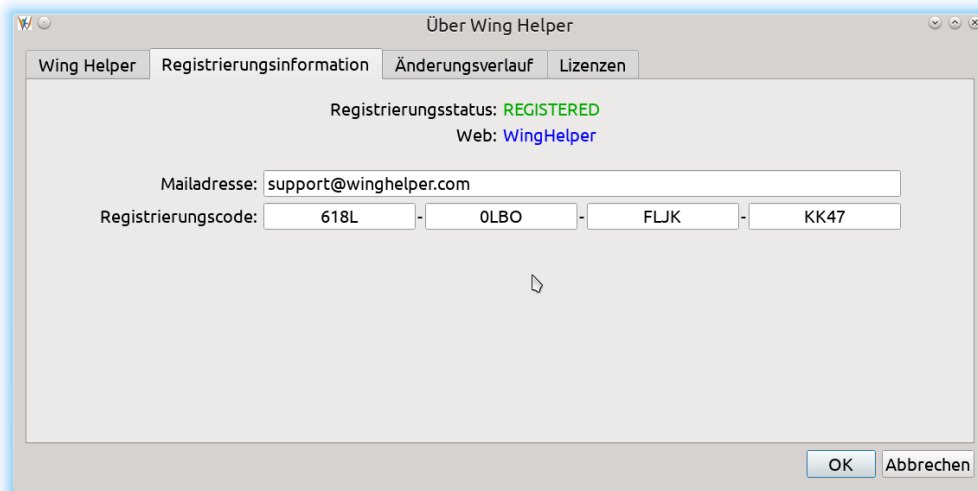 Über Wing Helper
Wing Helper Registrierungsinformation Änderungsverlauf Lizenzen
Registrierungsstatus: REGISTERED
Web: WingHelper
Mailadresse: support@winghelper.com
Registrierungscode: 618L - 0LBO - FLJK - KK47
OK Abbrechen